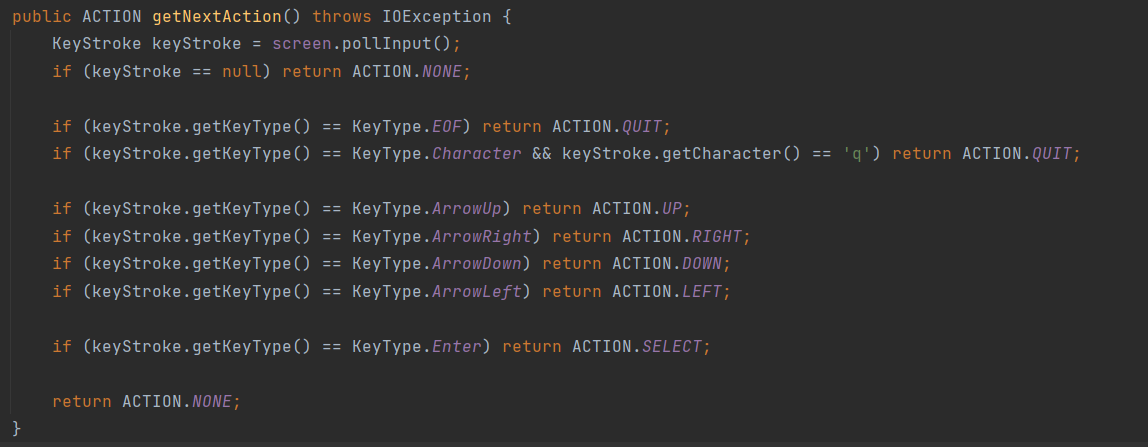 public ACTION getNextAction() throws IOException {
    KeyStroke keyStroke = screen.pollInput();
    if (keyStroke == null) return ACTION.NONE;

    if (keyStroke.getKeyType() == KeyType.EOF) return ACTION.QUIT;
    if (keyStroke.getKeyType() == KeyType.Character && keyStroke.getCharacter() == 'q') return ACTION.QUIT;

    if (keyStroke.getKeyType() == KeyType.ArrowUp) return ACTION.UP;
    if (keyStroke.getKeyType() == KeyType.ArrowRight) return ACTION.RIGHT;
    if (keyStroke.getKeyType() == KeyType.ArrowDown) return ACTION.DOWN;
    if (keyStroke.getKeyType() == KeyType.ArrowLeft) return ACTION.LEFT;

    if (keyStroke.getKeyType() == KeyType.Enter) return ACTION.SELECT;

    return ACTION.NONE;
}